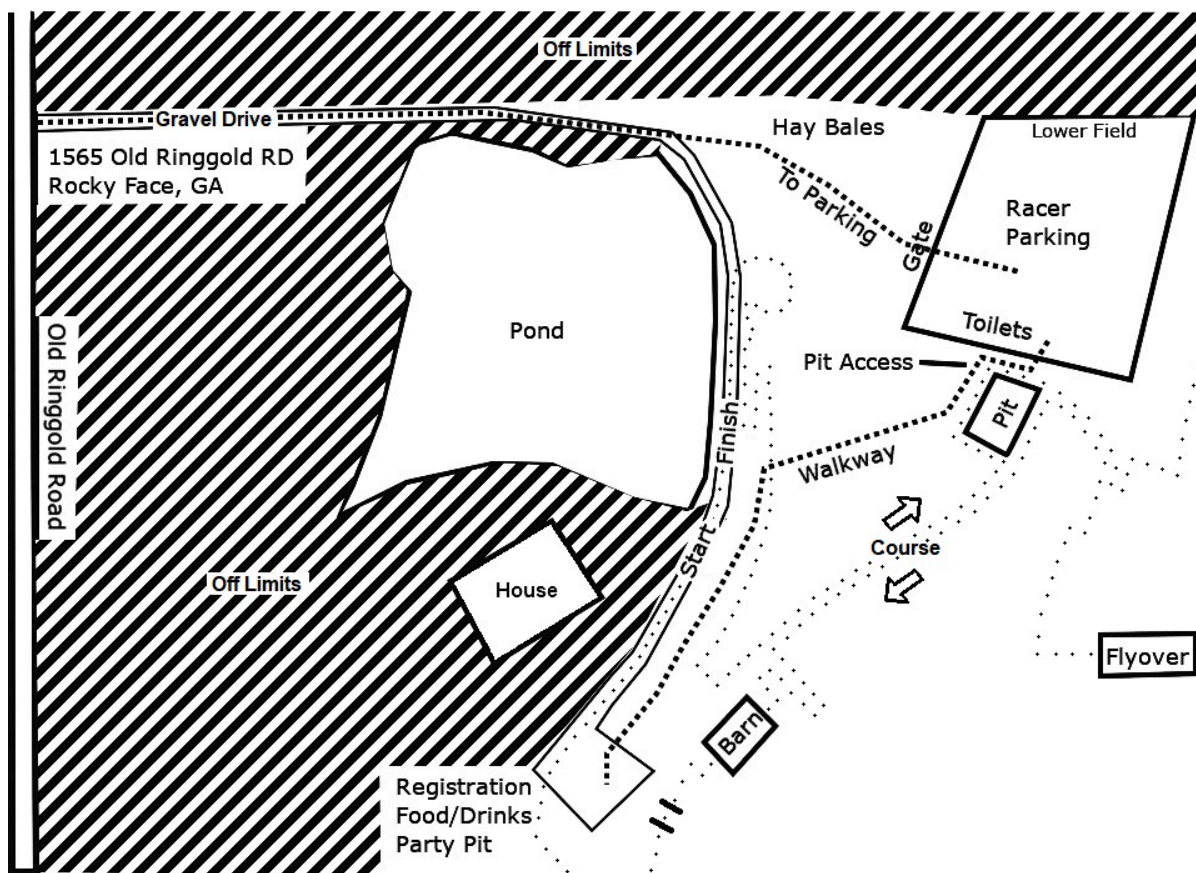 Off Limits
Gravel Drive
Hay Bales
Lower Field
1565 Old Ringgold RD
Rocky Face, GA
To Parking
Gate
Racer
Parking
Old Ringgold Road
Pond
Toilets
Pit Access
Pit
Finish
Walkway
Start
Course
Off Limits
House
Flyover
Barn
Registration
Food/Drinks
Party Pit